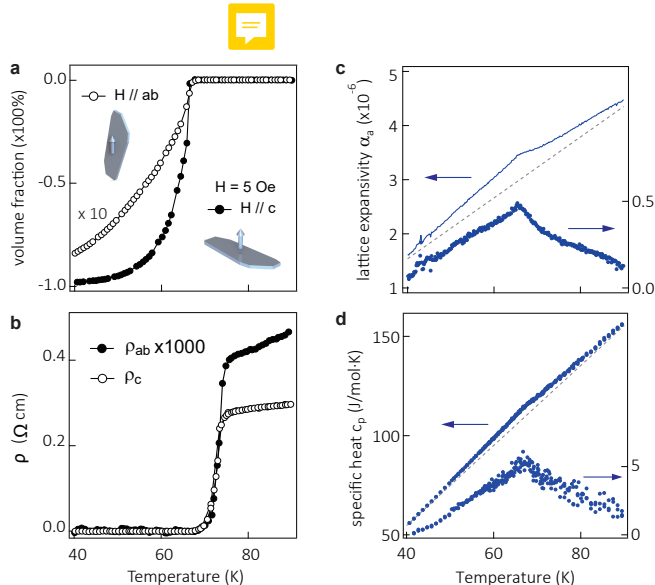 a
0.0
-0.5
-1.0
volume fraction (x100%)
H // ab
x 10
H = 5 Oe
H // c
b
0.4
0.2
0.0
ρ (Ω cm)
ρab x1000
ρc
40
60
80
Temperature (K)
c
5
4
3
2
1
lattice expansivity αa (x10-6)
0.5
0.0
d
150
100
50
specific heat cp (J/mol·K)
5
0
40
60
80
Temperature (K)